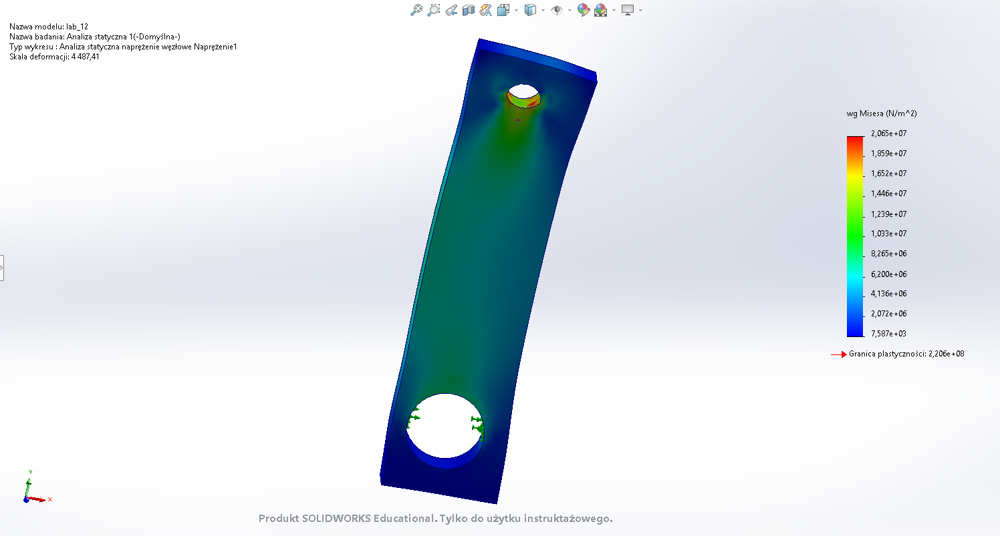 Nazwa modelu: lab_12
Nazwa badania: Analiza statyczna 1(-Domyślna-)
Typ wykresu : Analiza statyczna naprężenie węzłowe Naprężenie1
Skala deformacji: 4 487,41
wg Misesa (N/m^2)
2,065e+07
1,859e+07
1,652e+07
1,446e+07
1,239e+07
1,033e+07
8,265e+06
6,200e+06
4,136e+06
2,072e+06
7,587e+03
Granica plastyczności: 2,206e+08
Y
X
Produkt SOLIDWORKS Educational. Tylko do użytku instruktażowego.